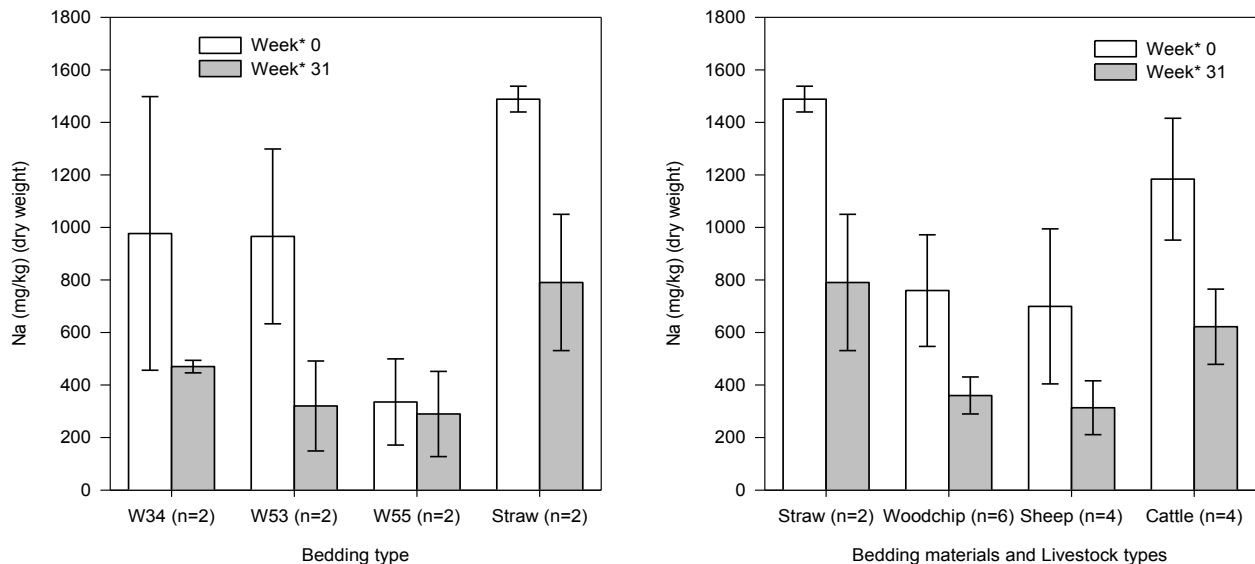 1800
1600
1400
1200
1000
800
600
400
200
0
Na (mg/kg) (dry weight)
Week* 0
Week* 31
W34 (n=2) W53 (n=2) W55 (n=2) Straw (n=2)
Bedding type
1800
1600
1400
1200
1000
800
600
400
200
0
Na (mg/kg) (dry weight)
Week* 0
Week* 31
Straw (n=2) Woodchip (n=6) Sheep (n=4) Cattle (n=4)
Bedding materials and Livestock types